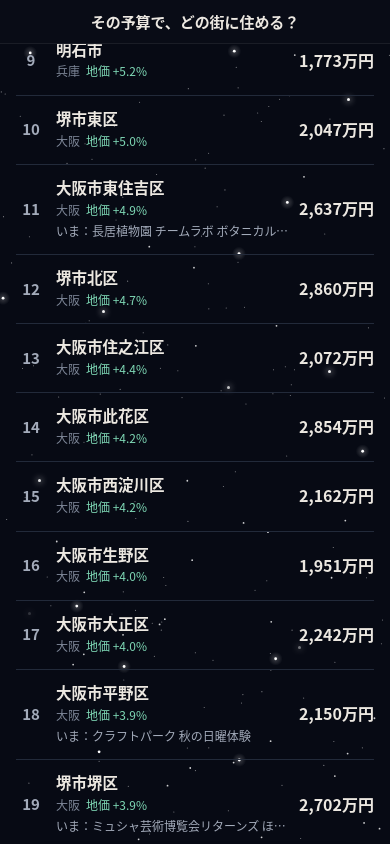 その予算で、どの街に住める？
9
明石市
兵庫 地価 +5.2%
1,773万円
10
堺市東区
大阪 地価 +5.0%
2,047万円
11
大阪市東住吉区
大阪 地価 +4.9%
いま：長居植物園 チームラボ ボタニカル…
2,637万円
12
堺市北区
大阪 地価 +4.7%
2,860万円
13
大阪市住之江区
大阪 地価 +4.4%
2,072万円
14
大阪市此花区
大阪 地価 +4.2%
2,854万円
15
大阪市西淀川区
大阪 地価 +4.2%
2,162万円
16
大阪市生野区
大阪 地価 +4.0%
1,951万円
17
大阪市大正区
大阪 地価 +4.0%
2,242万円
18
大阪市平野区
大阪 地価 +3.9%
いま：クラフトパーク 秋の日曜体験
2,150万円
19
堺市堺区
大阪 地価 +3.9%
いま：ミュシャ芸術博覧会リターンズ ほ…
2,702万円